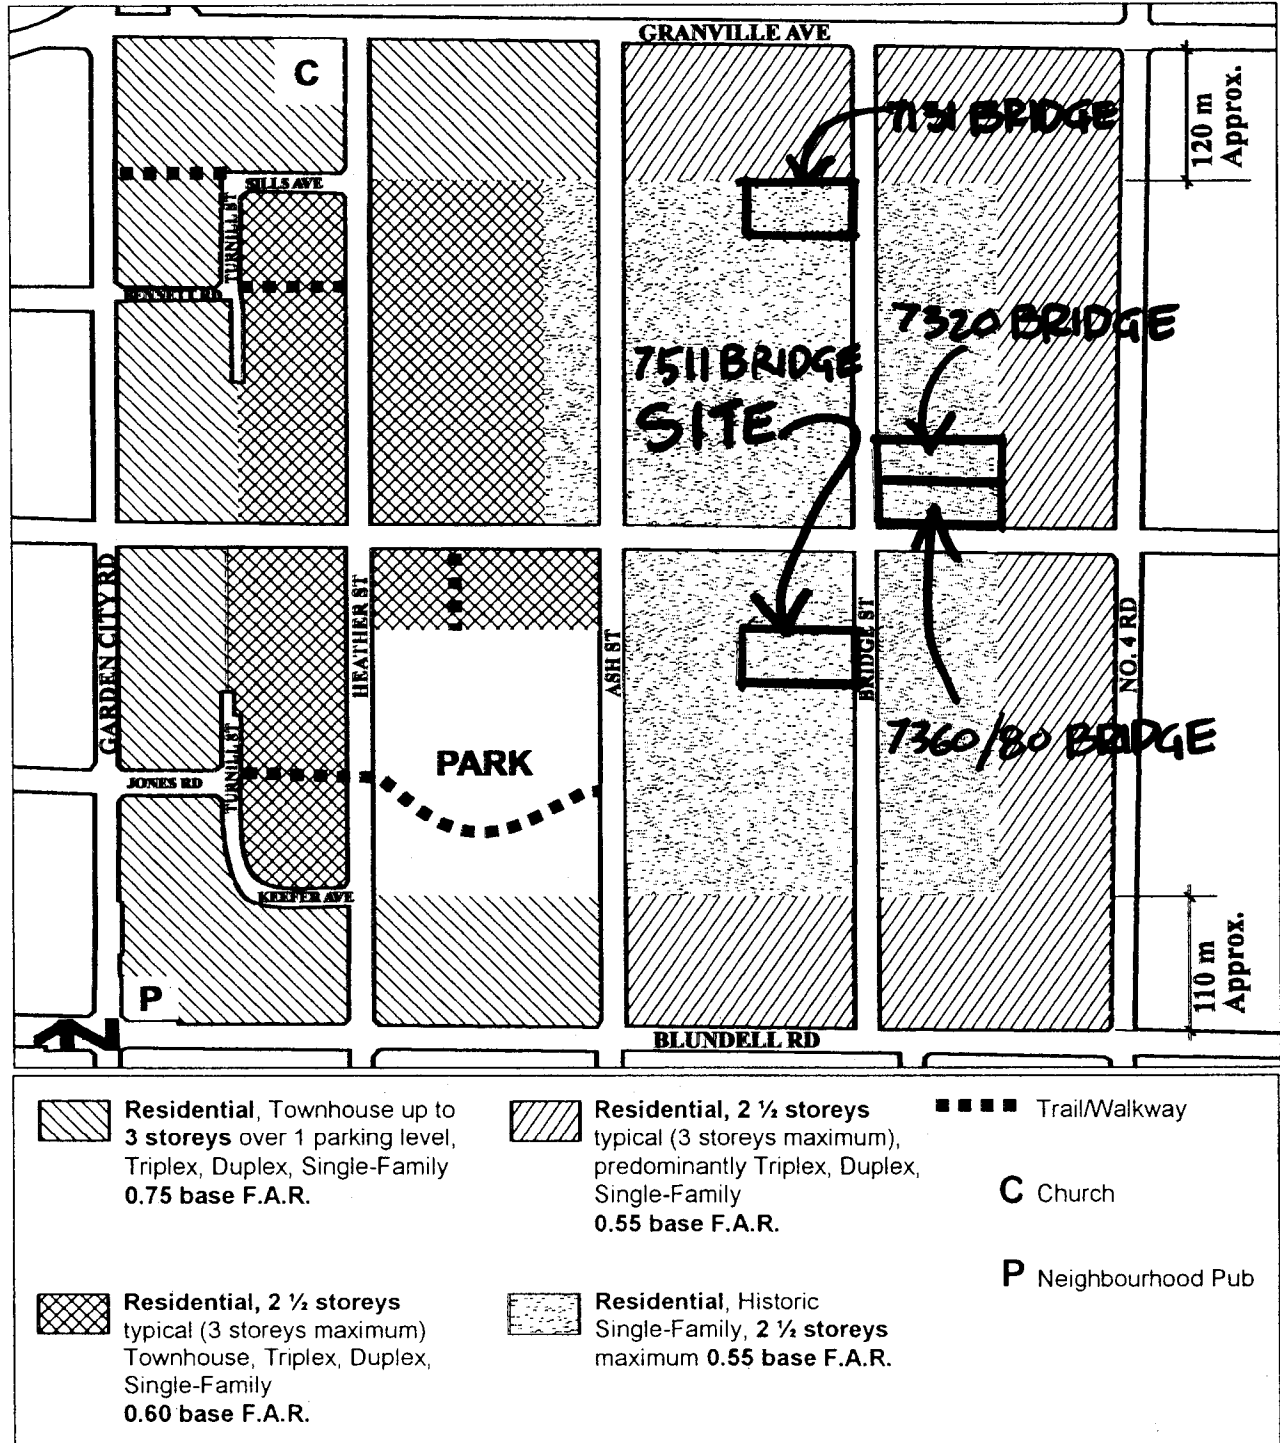 GRANVILLE AVE
C
7131 BRIDGE
120 m
Approx.
SILLS AVE
TURNILL ST
BENNETT RD
7320 BRIDGE
7511 BRIDGE
SITE
GARDEN CITY RD
HEATHER ST
ASH ST
BRIDGE ST
NO. 4 RD
7360/80 BRIDGE
PARK
JONES RD
TURNILL ST
KEEFER AVE
110 m
Approx.
P
N
BLUNDELL RD
Residential, Townhouse up to
3 storeys over 1 parking level,
Triplex, Duplex, Single-Family
0.75 base F.A.R.
Residential, 2 ½ storeys
typical (3 storeys maximum),
predominantly Triplex, Duplex,
Single-Family
0.55 base F.A.R.
Trail/Walkway
C Church
P Neighbourhood Pub
Residential, 2 ½ storeys
typical (3 storeys maximum)
Townhouse, Triplex, Duplex,
Single-Family
0.60 base F.A.R.
Residential, Historic
Single-Family, 2 ½ storeys
maximum 0.55 base F.A.R.